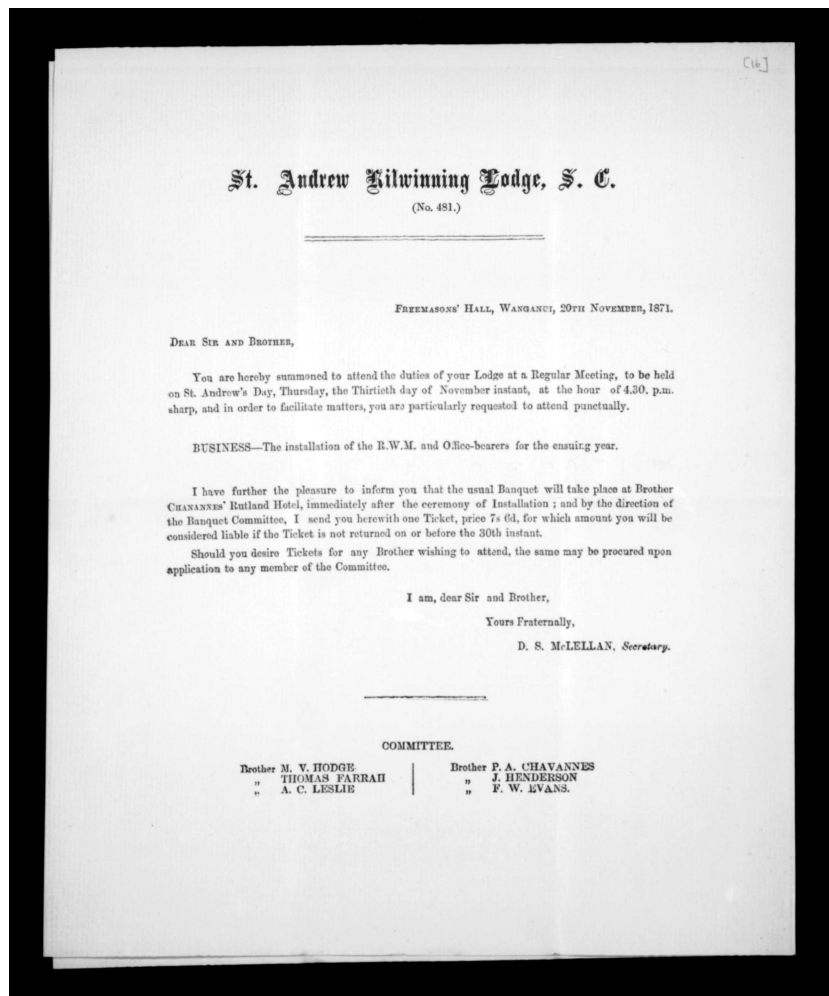 [16]
St. Andrew Kilwinning Lodge, S. C.
(No. 481.)
FREEMASONS' HALL, WANGANUI, 20TH NOVEMBER, 1871.
DEAR SIR AND BROTHER,
You are hereby summoned to attend the duties of your Lodge at a Regular Meeting, to be held
on St. Andrew's Day, Thursday, the Thirtieth day of November instant, at the hour of 4.30. p.m.
sharp, and in order to facilitate matters, you are particularly requested to attend punctually.
BUSINESS—The installation of the R.W.M. and Office-bearers for the ensuing year.
I have further the pleasure to inform you that the usual Banquet will take place at Brother
CHANANNES' Rutland Hotel, immediately after the ceremony of Installation ; and by the direction of
the Banquet Committee, I send you herewith one Ticket, price 7s 6d, for which amount you will be
considered liable if the Ticket is not returned on or before the 30th instant.
Should you desire Tickets for any Brother wishing to attend, the same may be procured upon
application to any member of the Committee.
I am, dear Sir and Brother,
Yours Fraternally,
D. S. McLELLAN, Secretary.
COMMITTEE.
Brother M. V. HODGE
„ THOMAS FARRAH
„ A. C. LESLIE
Brother P. A. CHAVANNES
„ J. HENDERSON
„ F. W. EVANS.